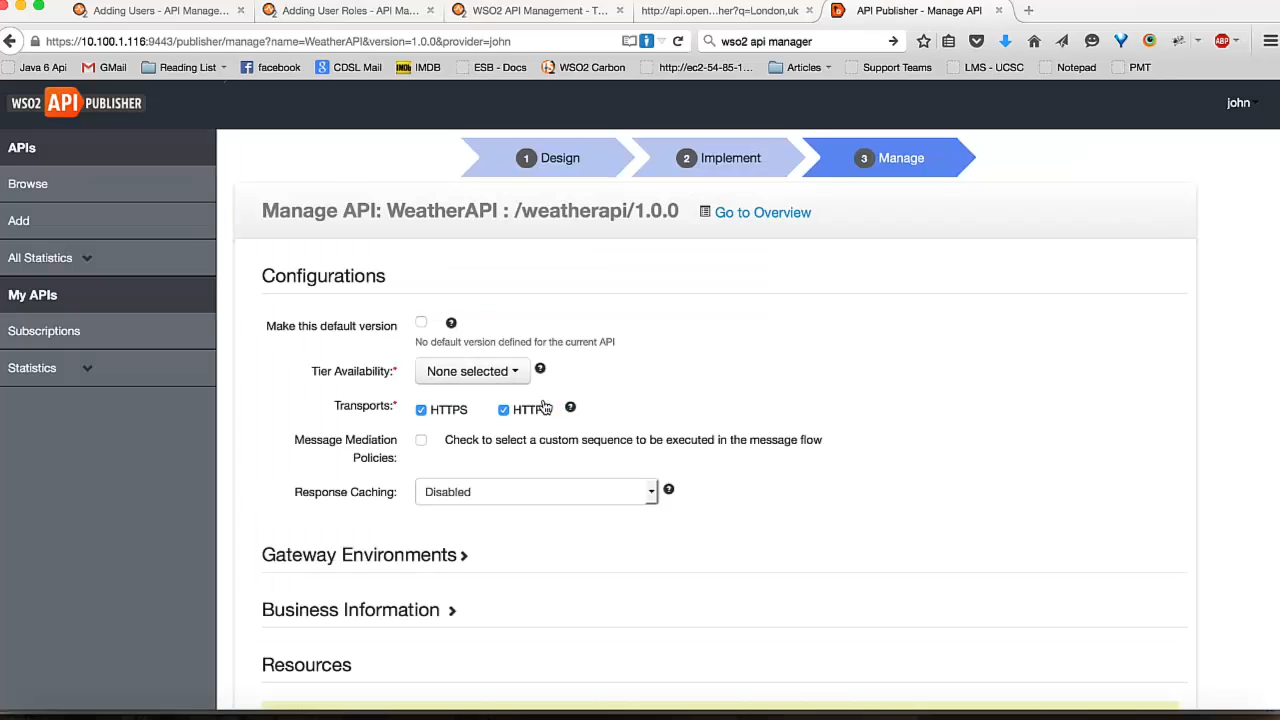 Adding Users - API Manage...
Adding User Roles - API Ma...
WSO2 API Management - T...
http://api.open...her?q=London,uk
API Publisher - Manage API
https://10.100.1.116:9443/publisher/manage?name=WeatherAPI&version=1.0.0&provider=john
wso2 api manager
ABP
Java 6 Api
GMail
Reading List
facebook
CDSL Mail
IMDB
ESB - Docs
WSO2 Carbon
http://ec2-54-85-1...
Articles
Support Teams
LMS - UCSC
Notepad
PMT
WSO2 API PUBLISHER
john
APIs
Browse
Add
All Statistics
My APIs
Subscriptions
Statistics
1 Design
2 Implement
3 Manage
Manage API: WeatherAPI : /weatherapi/1.0.0
Go to Overview
Configurations
Make this default version
No default version defined for the current API
Tier Availability:*
None selected
Transports:*
HTTPS
Message Mediation
Policies:
Check to select a custom sequence to be executed in the message flow
Response Caching:
Disabled
Gateway Environments
Business Information
Resources